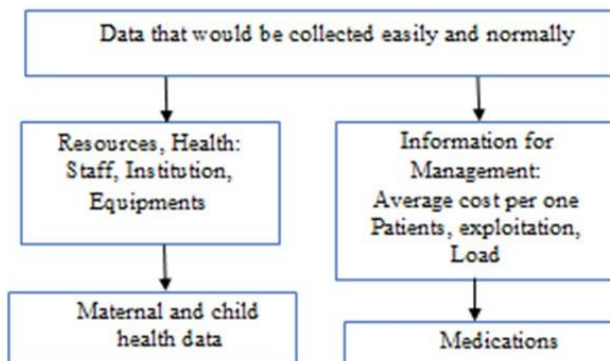 Data that would be collected easily and normally
Resources, Health:
Staff, Institution,
Equipments
Information for
Management:
Average cost per one
Patients, exploitation,
Load
Maternal and child
health data
Medications